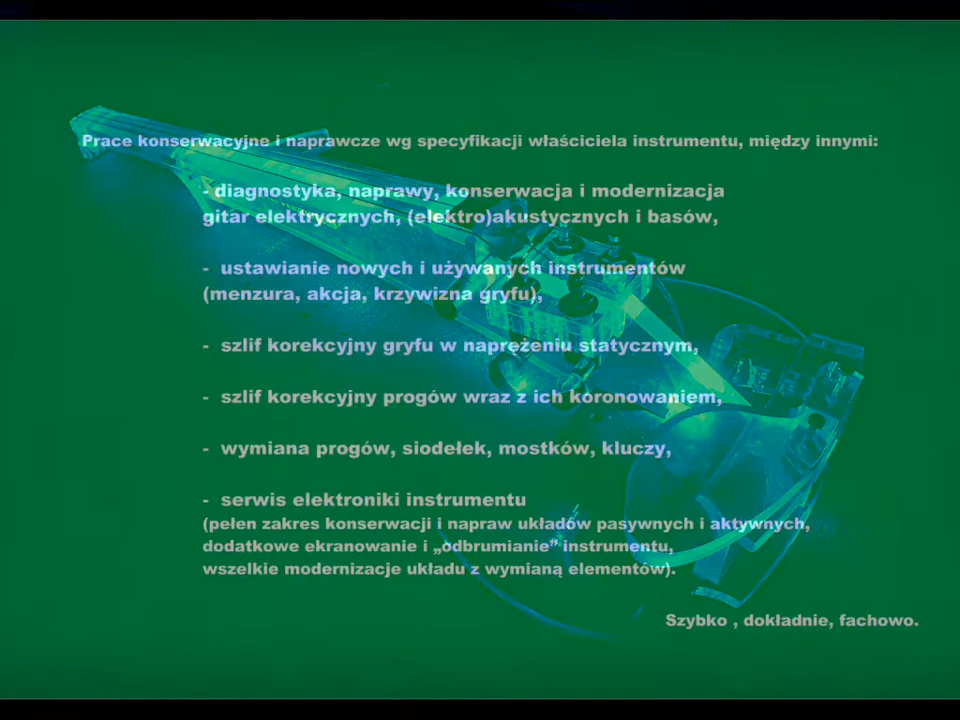 Prace konserwacyjne i naprawcze wg specyfikacji właściciela instrumentu, między innymi:
- diagnostyka, naprawy, konserwacja i modernizacja
gitar elektrycznych, (elektro)akustycznych i basów,
- ustawianie nowych i używanych instrumentów
(menzura, akcja, krzywizna gryfu),
- szlif korekcyjny gryfu w naprężeniu statycznym,
- szlif korekcyjny progów wraz z ich koronowaniem,
- wymiana progów, siodełek, mostków, kluczy,
- serwis elektroniki instrumentu
(pełen zakres konserwacji i napraw układów pasywnych i aktywnych,
dodatkowe ekranowanie i „odbrumianie” instrumentu,
wszelkie modernizacje układu z wymianą elementów).
Szybko , dokładnie, fachowo.